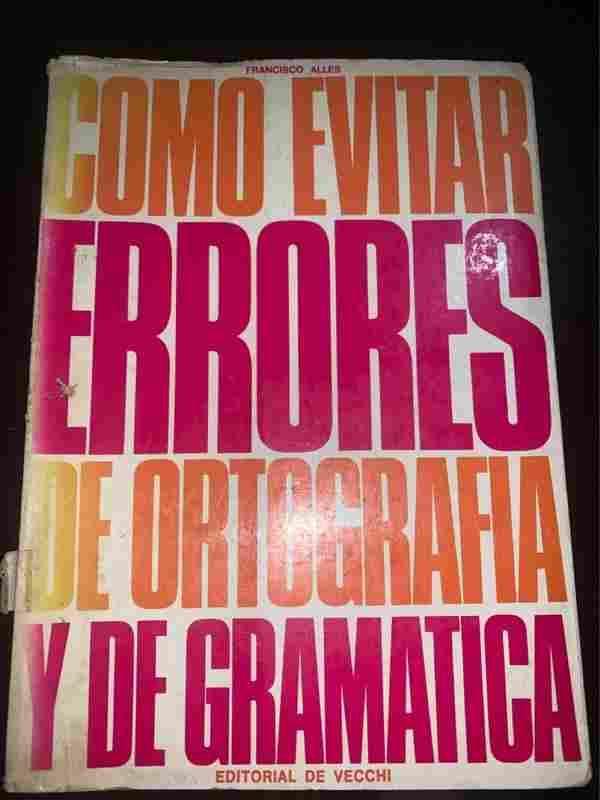 FRANCISCO ALLES
COMO EVITAR
ERRORES
DE ORTOGRAFIA
Y DE GRAMATICA
EDITORIAL DE VECCHI